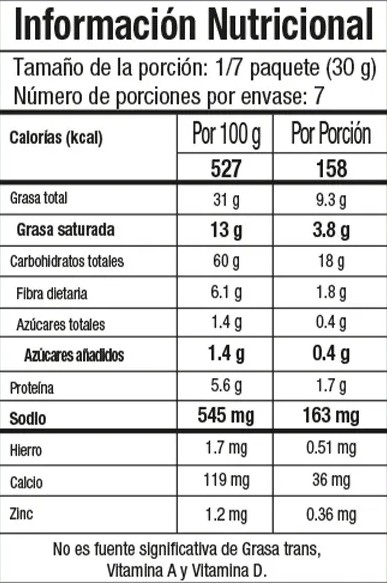 Información Nutricional
Tamaño de la porción: 1/7 paquete (30 g)
Número de porciones por envase: 7
Calorías (kcal) Por 100 g Por Porción
527 158
Grasa total 31 g 9.3 g
Grasa saturada 13 g 3.8 g
Carbohidratos totales 60 g 18 g
Fibra dietaria 6.1 g 1.8 g
Azúcares totales 1.4 g 0.4 g
Azúcares añadidos 1.4 g 0.4 g
Proteína 5.6 g 1.7 g
Sodio 545 mg 163 mg
Hierro 1.7 mg 0.51 mg
Calcio 119 mg 36 mg
Zinc 1.2 mg 0.36 mg
No es fuente significativa de Grasa trans,
Vitamina A y Vitamina D.